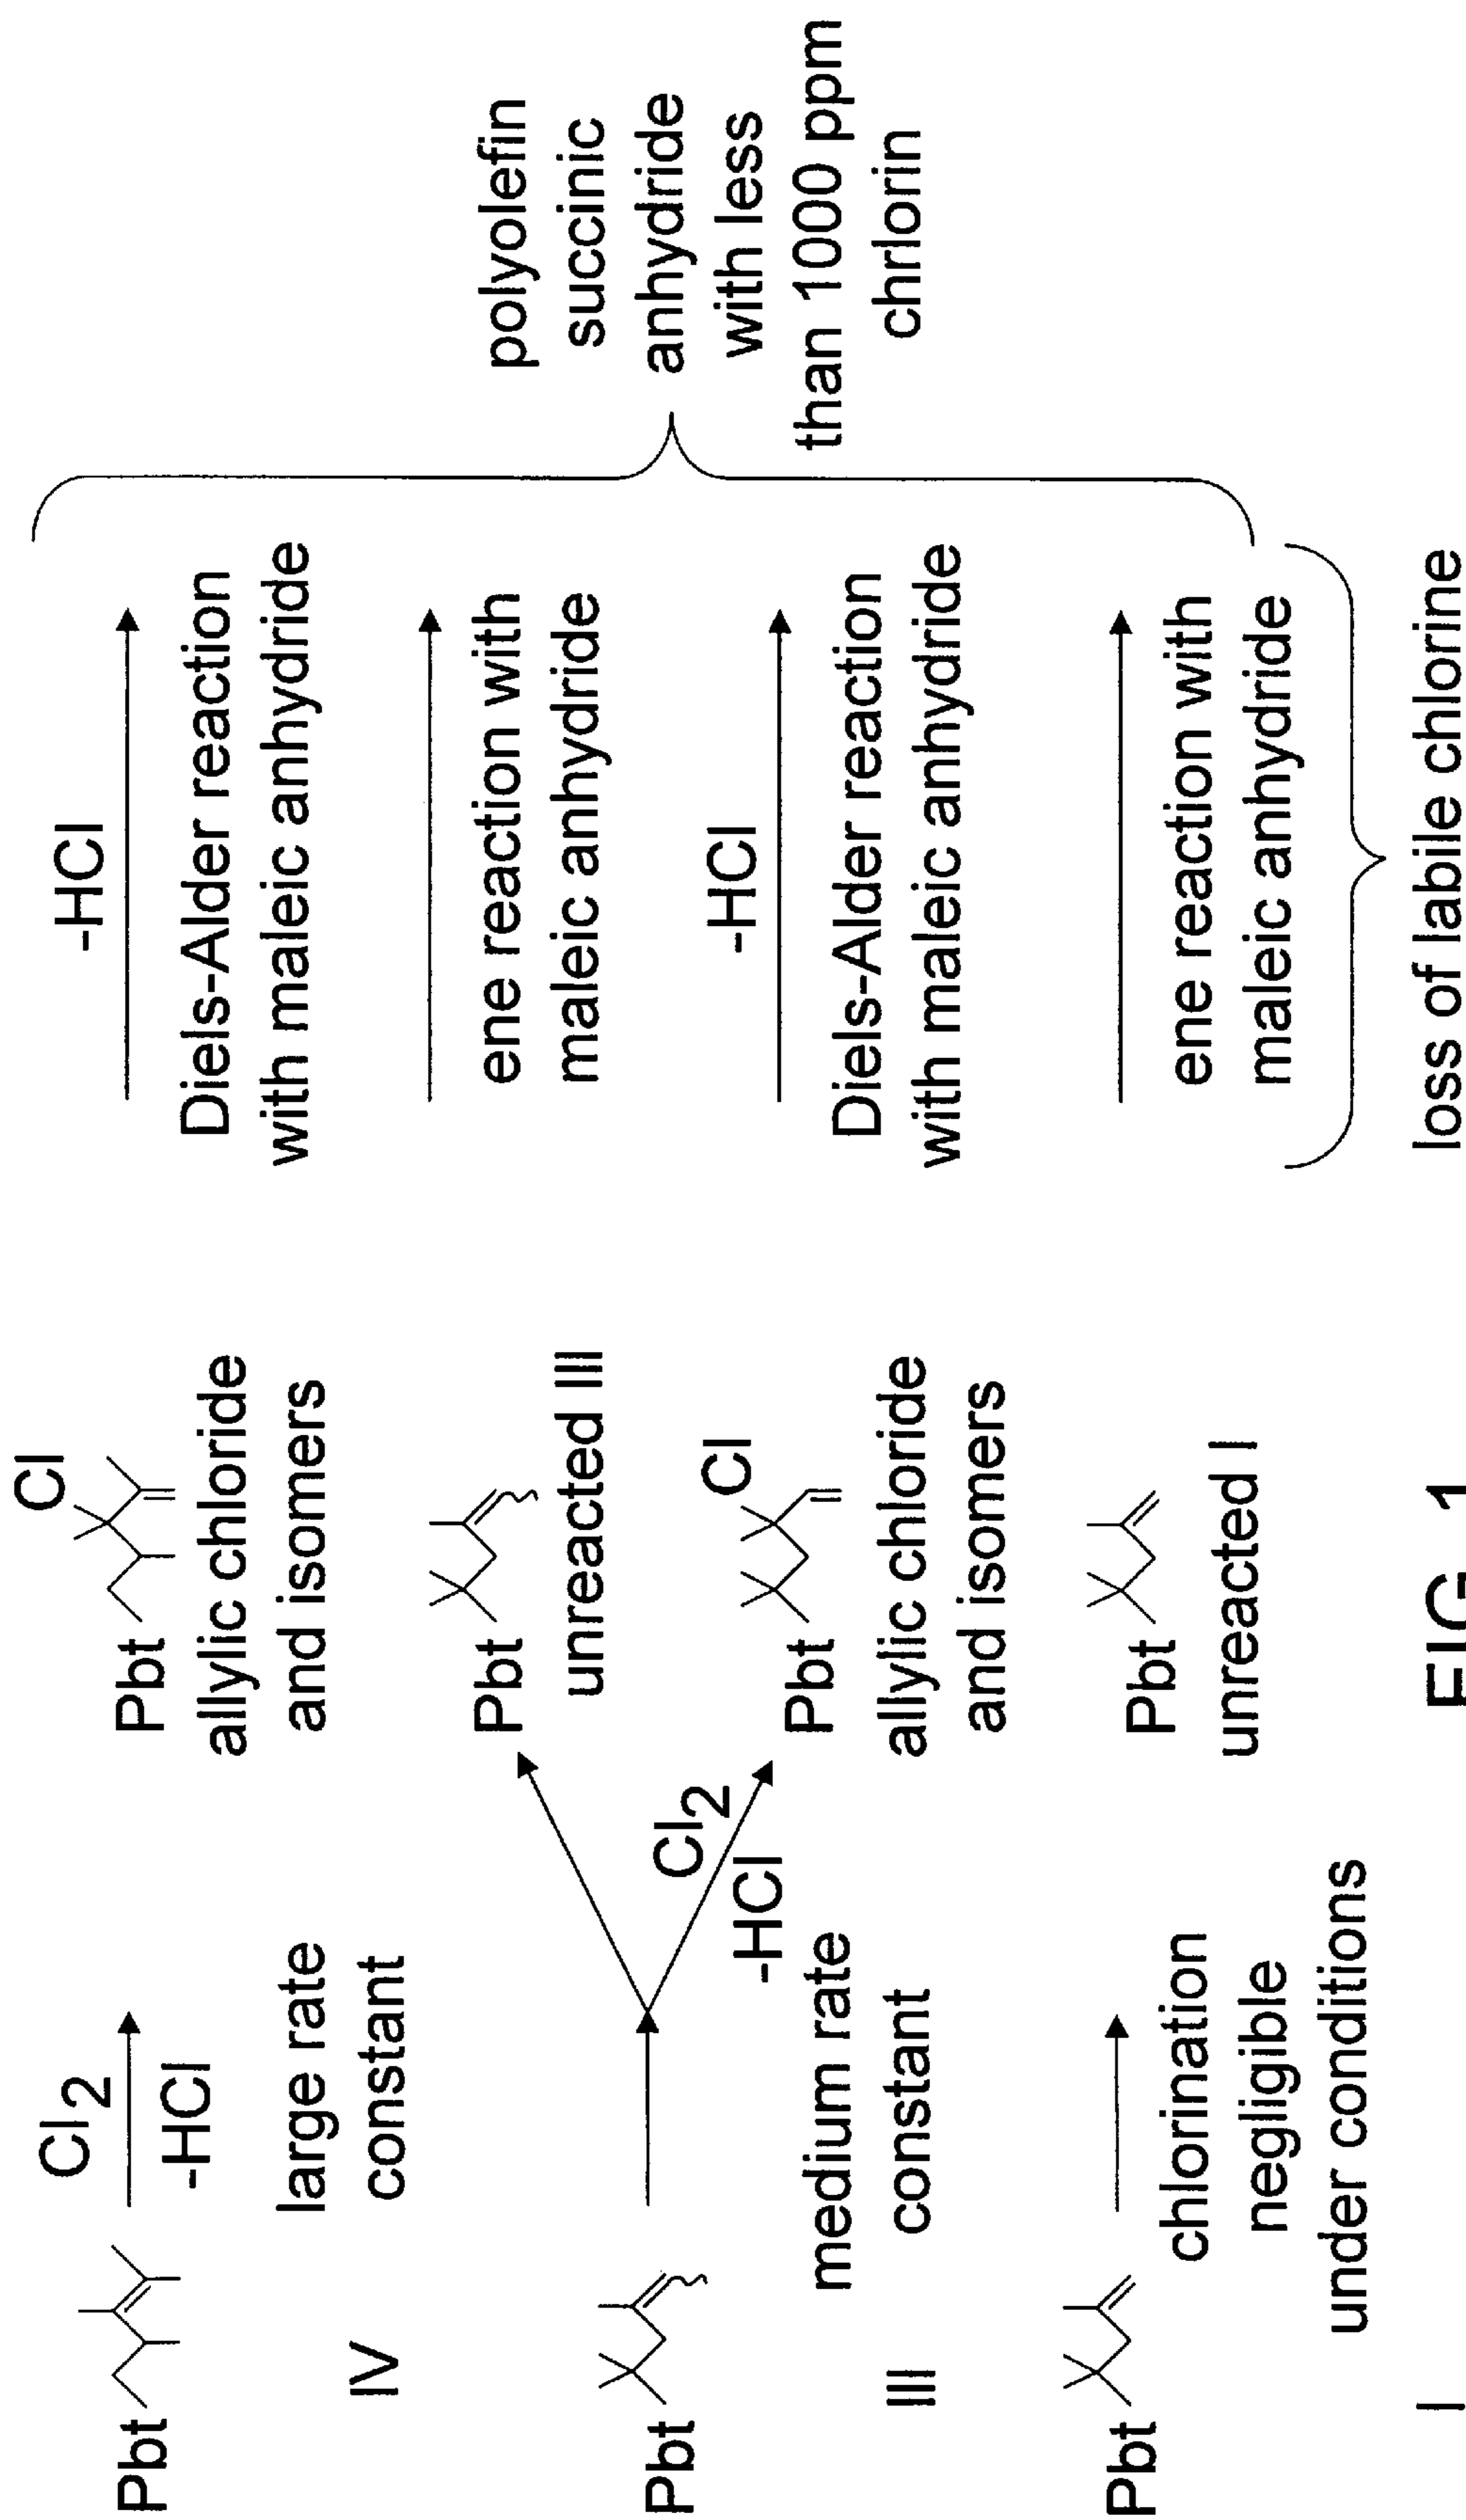 Pbt
Cl2
-HCl
large rate
constant
IV
Cl
Pbt
allylic chloride
and isomers
-HCl
Diels-Alder reaction
with maleic anhydride
Pbt
medium rate
constant
III
Cl2
-HCl
Pbt
unreacted III
ene reaction with
maleic anhydride
Cl
Pbt
allylic chloride
and isomers
-HCl
Diels-Alder reaction
with maleic anhydride
Pbt
chlorination
negligible
under conditions
I
Pbt
unreacted I
ene reaction with
maleic anhydride
loss of labile chlorine
polyolefin
succinic
anhydride
with less
than 1000 ppm
chrlorin
FIG. 1